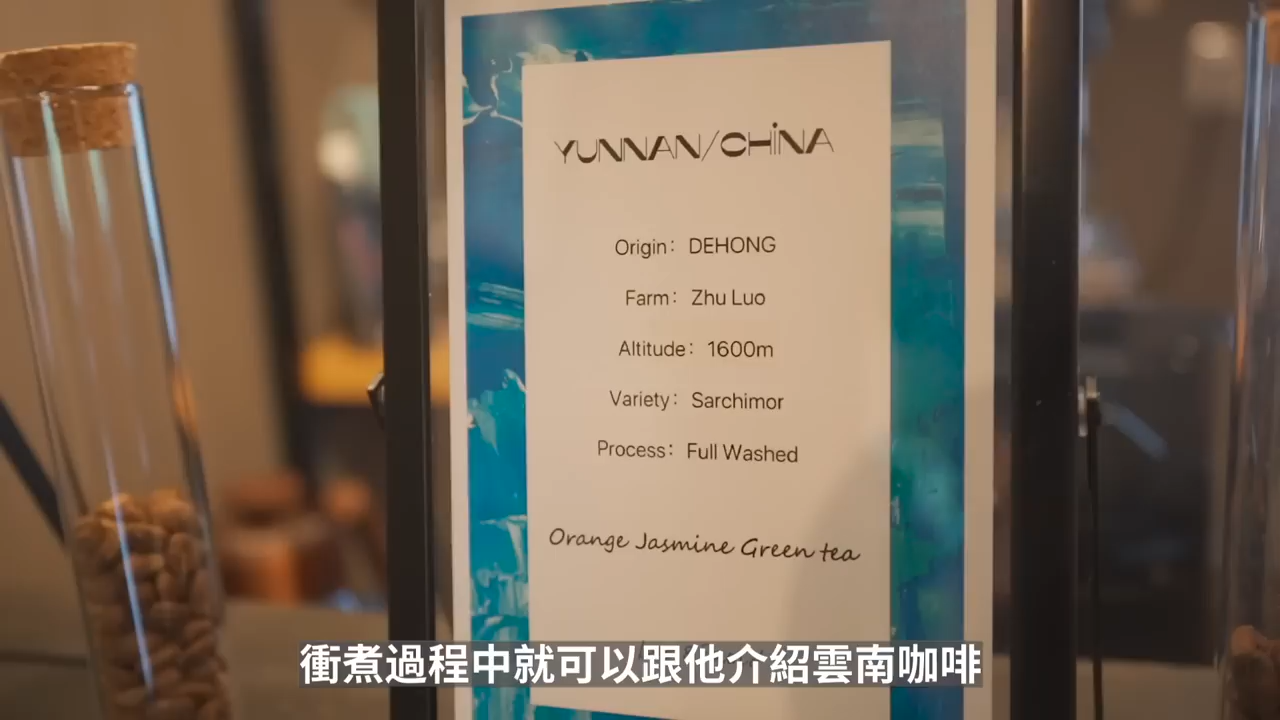 YUNNAN/CHINA
Origin: DEHONG
Farm: Zhu Luo
Altitude: 1600m
Variety: Sarchimor
Process: Full Washed
Orange Jasmine Green tea
衝煮過程中就可以跟他介紹雲南咖啡